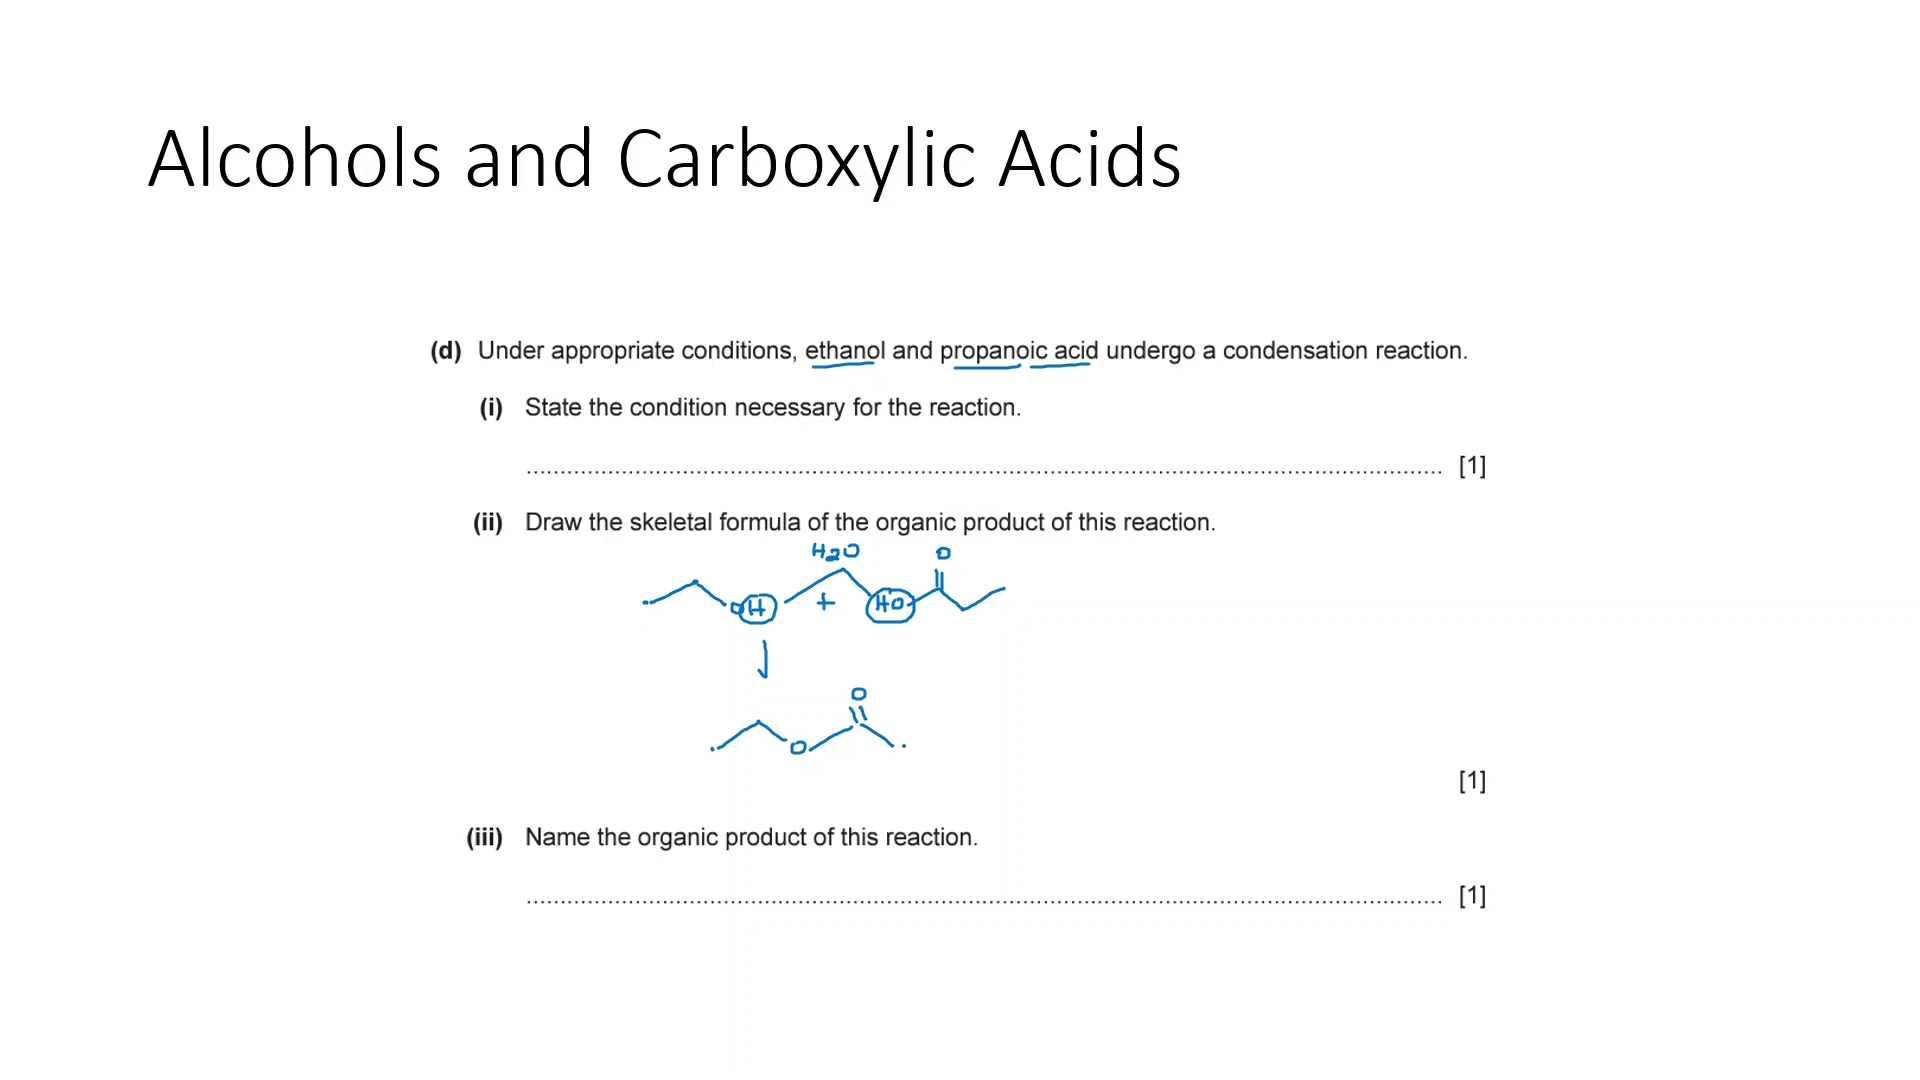 Alcohols and Carboxylic Acids
(d) Under appropriate conditions, ethanol and propanoic acid undergo a condensation reaction.
(i) State the condition necessary for the reaction.
.......................................................................................................................................... [1]
(ii) Draw the skeletal formula of the organic product of this reaction.
H2O O
OH + HO
O
O
[1]
(iii) Name the organic product of this reaction.
.......................................................................................................................................... [1]